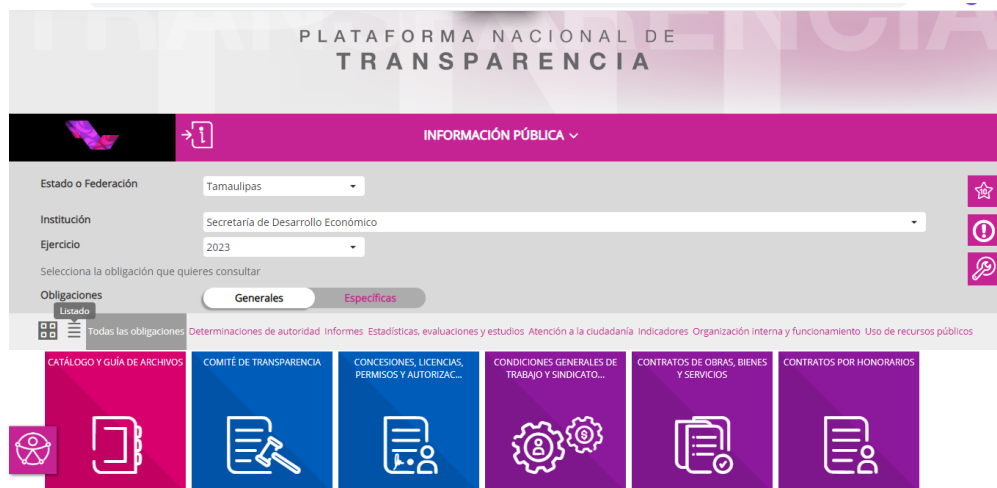 PLATAFORMA NACIONAL DE
TRANSPARENCIA
INFORMACIÓN PÚBLICA
Estado o Federación
Tamaulipas
Institución
Secretaría de Desarrollo Económico
Ejercicio
2023
Selecciona la obligación que quieres consultar
Obligaciones
Generales
Específicas
Listado
Todas las obligaciones Determinaciones de autoridad Informes Estadísticas, evaluaciones y estudios Atención a la ciudadanía Indicadores Organización interna y funcionamiento Uso de recursos públicos
CATÁLOGO Y GUÍA DE ARCHIVOS
COMITÉ DE TRANSPARENCIA
CONCESIONES, LICENCIAS,
PERMISOS Y AUTORIZAC...
CONDICIONES GENERALES DE
TRABAJO Y SINDICATO...
CONTRATOS DE OBRAS, BIENES
Y SERVICIOS
CONTRATOS POR HONORARIOS